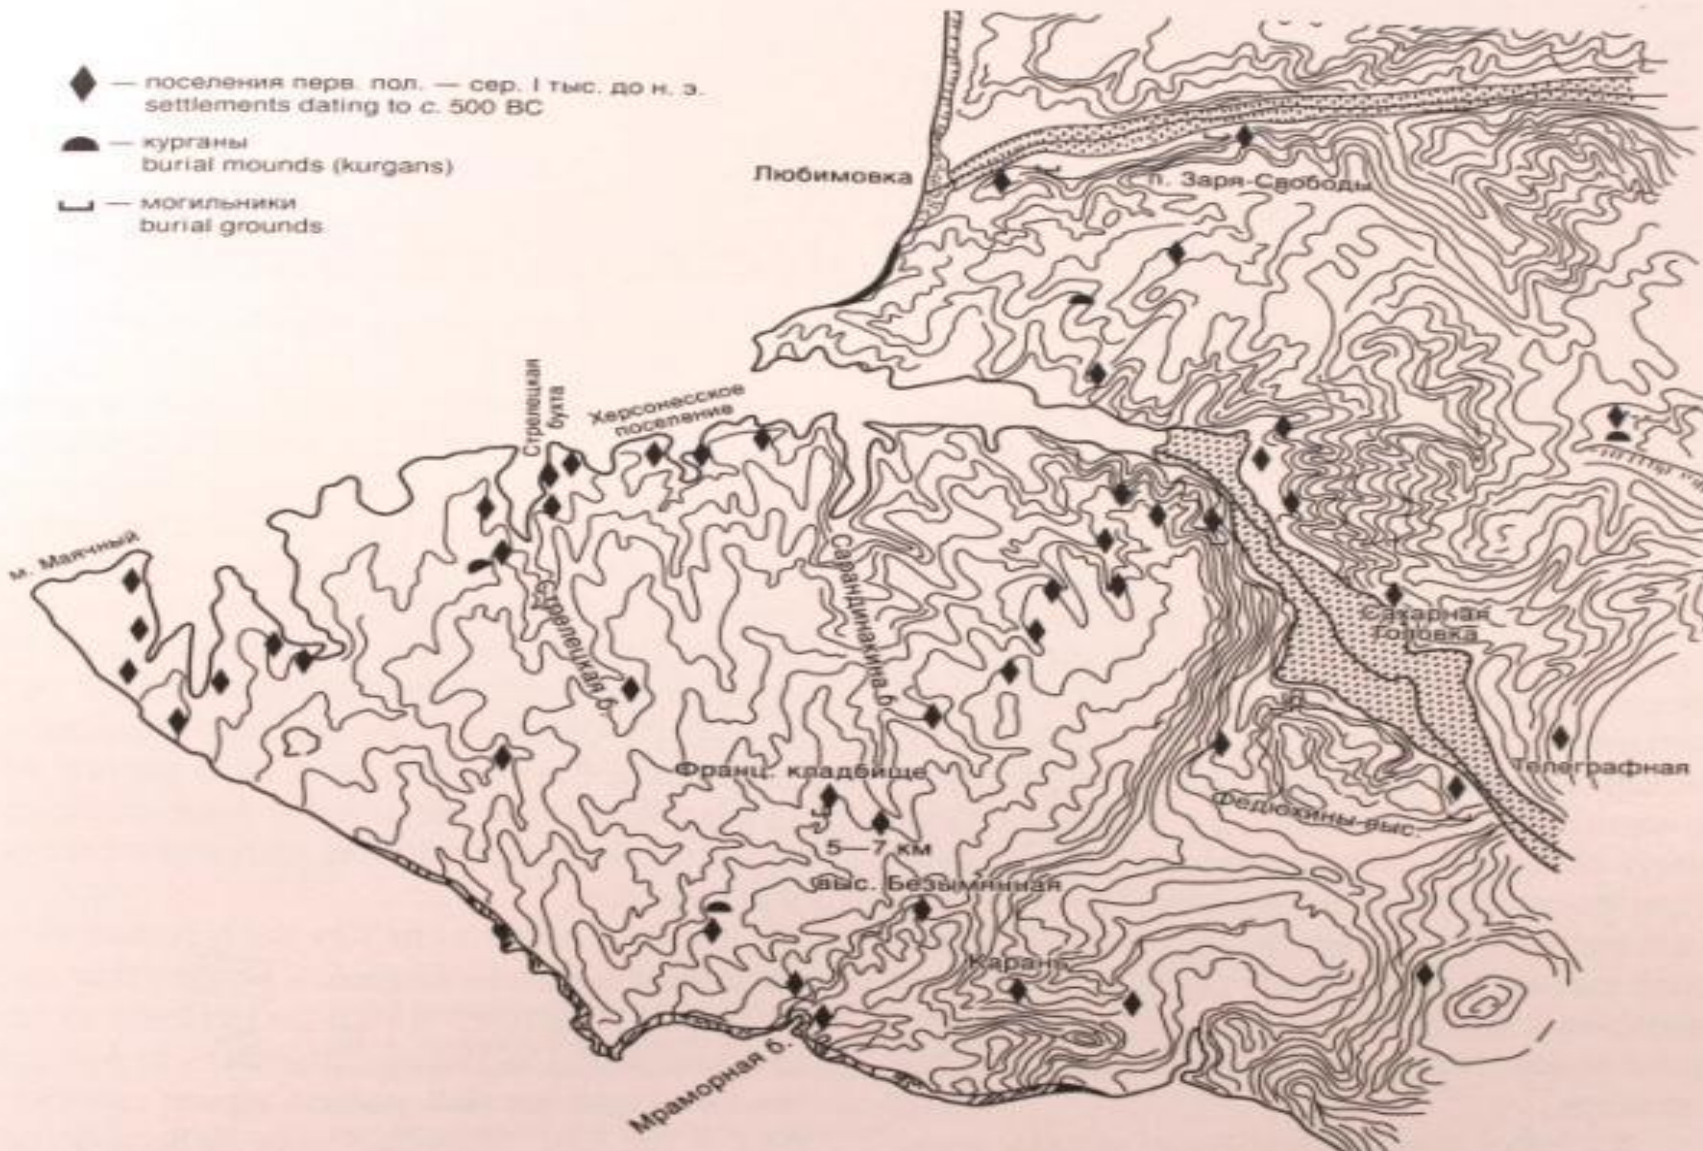 — поселения перв. пол. — сер. I тыс. до н. э.
settlements dating to c. 500 BC
— курганы
burial mounds (kurgans)
— могильники
burial grounds
Любимовка
п. Заря-Свободы
Стрелецкая
бухта
Херсонесское
поселение
м. Маячный
Стрелецкая б.
Сарандинакина б.
Сахарная
Головка
Франц. кладбище
5—7 км
Телеграфная
Федюхины выс.
выс. Безымянная
Карань
Мраморная б.